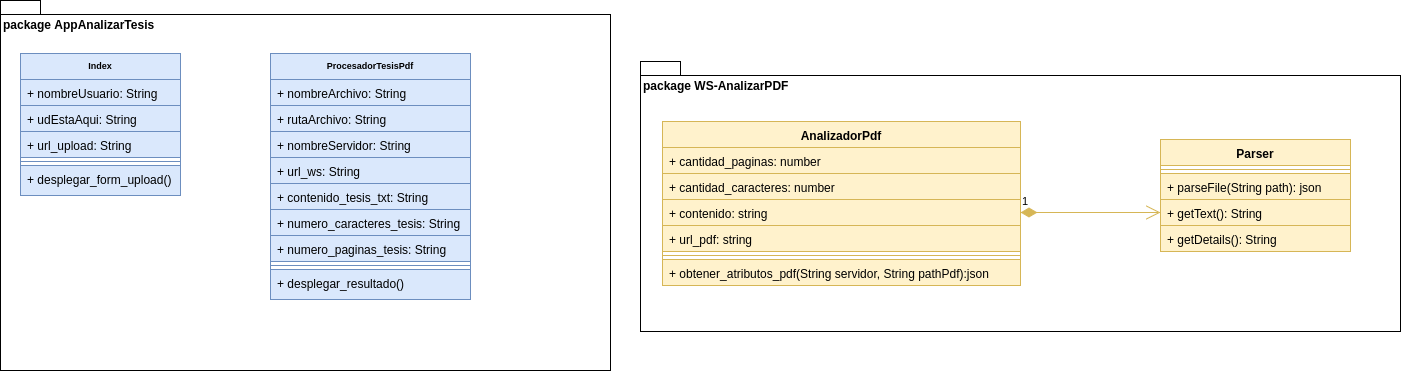 package AppAnalizarTesis
Index
+ nombreUsuario: String
+ udEstaAqui: String
+ url_upload: String
+ desplegar_form_upload()
ProcesadorTesisPdf
+ nombreArchivo: String
+ rutaArchivo: String
+ nombreServidor: String
+ url_ws: String
+ contenido_tesis_txt: String
+ numero_caracteres_tesis: String
+ numero_paginas_tesis: String
+ desplegar_resultado()
package WS-AnalizarPDF
AnalizadorPdf
+ cantidad_paginas: number
+ cantidad_caracteres: number
+ contenido: string
+ url_pdf: string
+ obtener_atributos_pdf(String servidor, String pathPdf):json
1
Parser
+ parseFile(String path): json
+ getText(): String
+ getDetails(): String